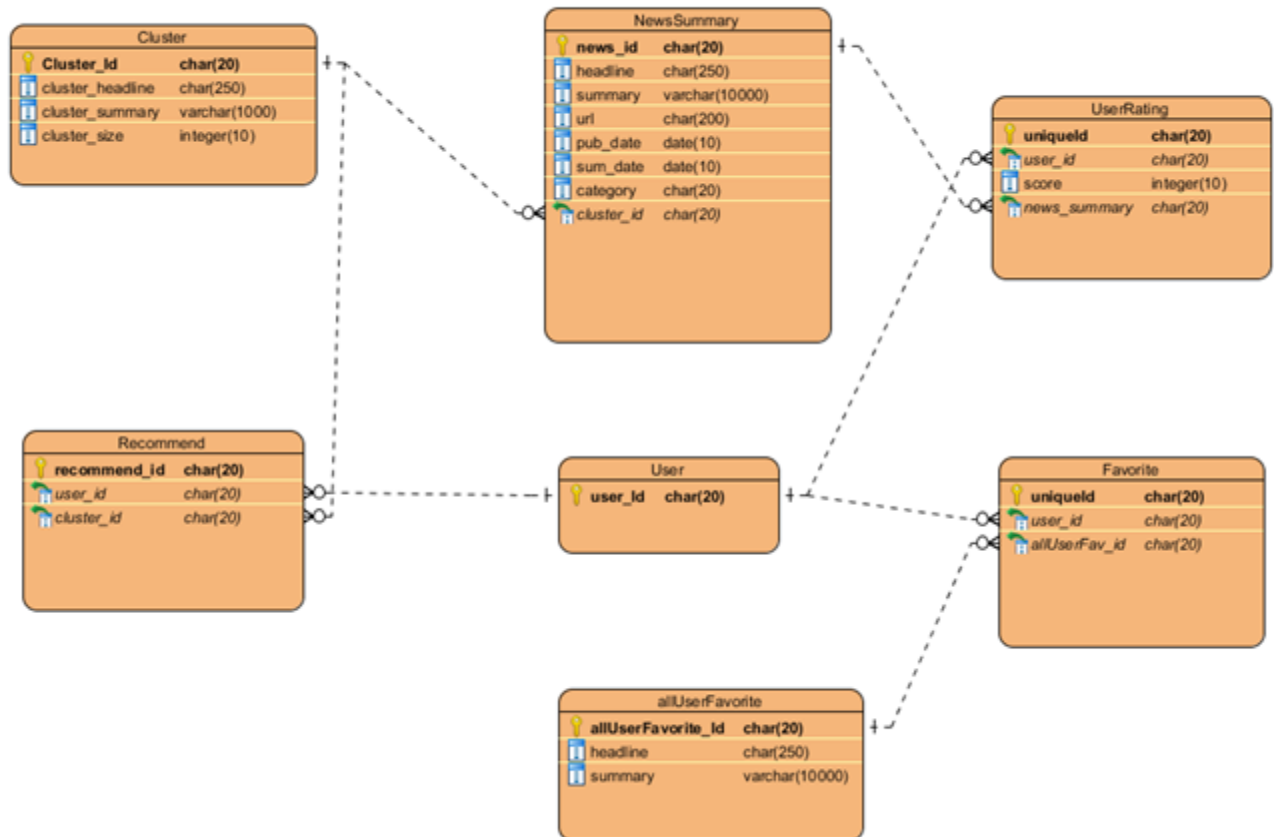 Cluster
Cluster_Id char(20)
cluster_headline char(250)
cluster_summary varchar(1000)
cluster_size integer(10)
NewsSummary
news_id char(20)
headline char(250)
summary varchar(10000)
url char(200)
pub_date date(10)
sum_date date(10)
category char(20)
cluster_id char(20)
UserRating
uniqueId char(20)
user_id char(20)
score integer(10)
news_summary char(20)
Recommend
recommend_id char(20)
user_id char(20)
cluster_id char(20)
User
user_Id char(20)
Favorite
uniqueId char(20)
user_id char(20)
allUserFav_id char(20)
allUserFavorite
allUserFavorite_Id char(20)
headline char(250)
summary varchar(10000)